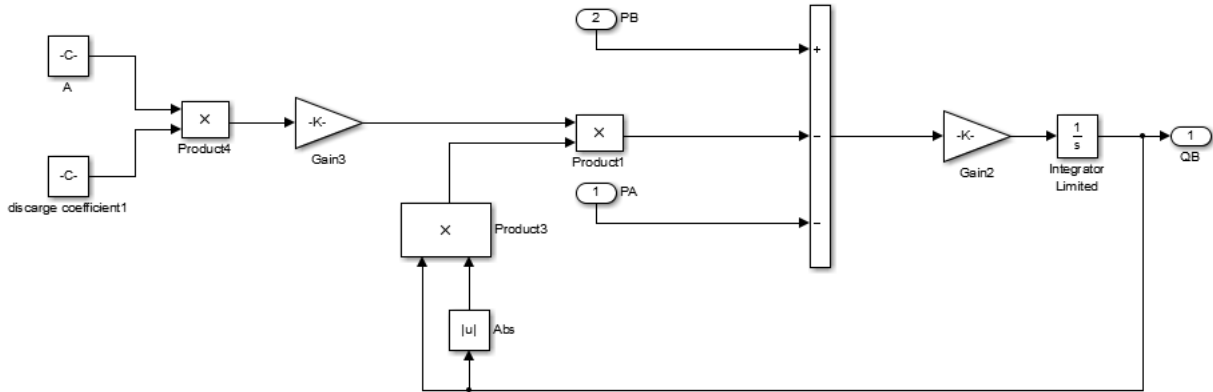 2
PB
-C-
A
×
Product4
-K-
Gain3
×
Product1
+
−
−
-K-
Gain2
1
s
Integrator
Limited
1
QB
-C-
discarge coefficient1
1
PA
×
Product3
|u|
Abs